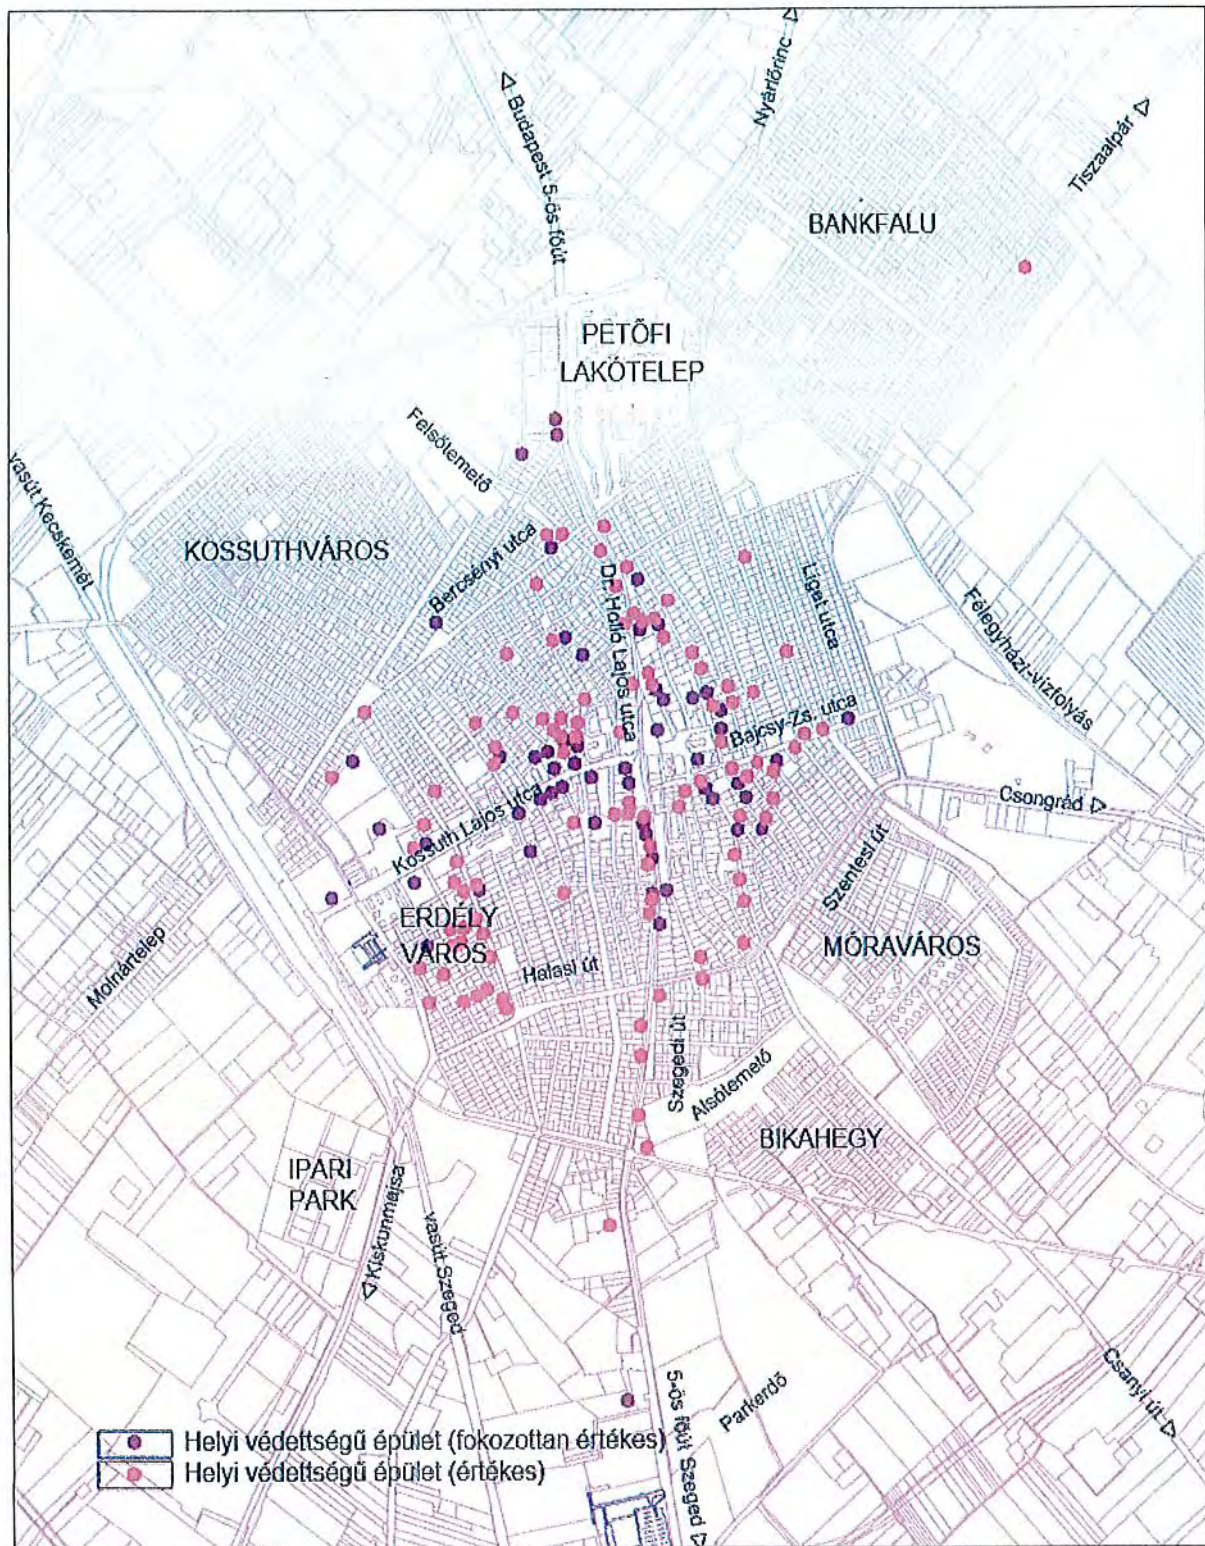 Nyárlőrinc
Budapest 5-ös főút
Tiszaalpár
BANKFALU
PETŐFI
LAKÓTELEP
Felsőtemető
vasút Kecskemét
KOSSUTHVÁROS
Bercsényi utca
Dr. Holló Lajos utca
Liget utca
Félegyházi-vízfolyás
Bajcsy-Zs. utca
Csongrád
Kossuth Lajos utca
Szentesi út
ERDÉLY
VÁROS
MÓRAVÁROS
Molnártelep
Halasi út
Szegedi út
Alsótemető
BIKAHEGY
IPARI
PARK
Kiskunmajsa
vasút Szeged
Csanyi út
Parkerdő
5-ös főút Szeged
Helyi védettségű épület (fokozottan értékes)
Helyi védettségű épület (értékes)